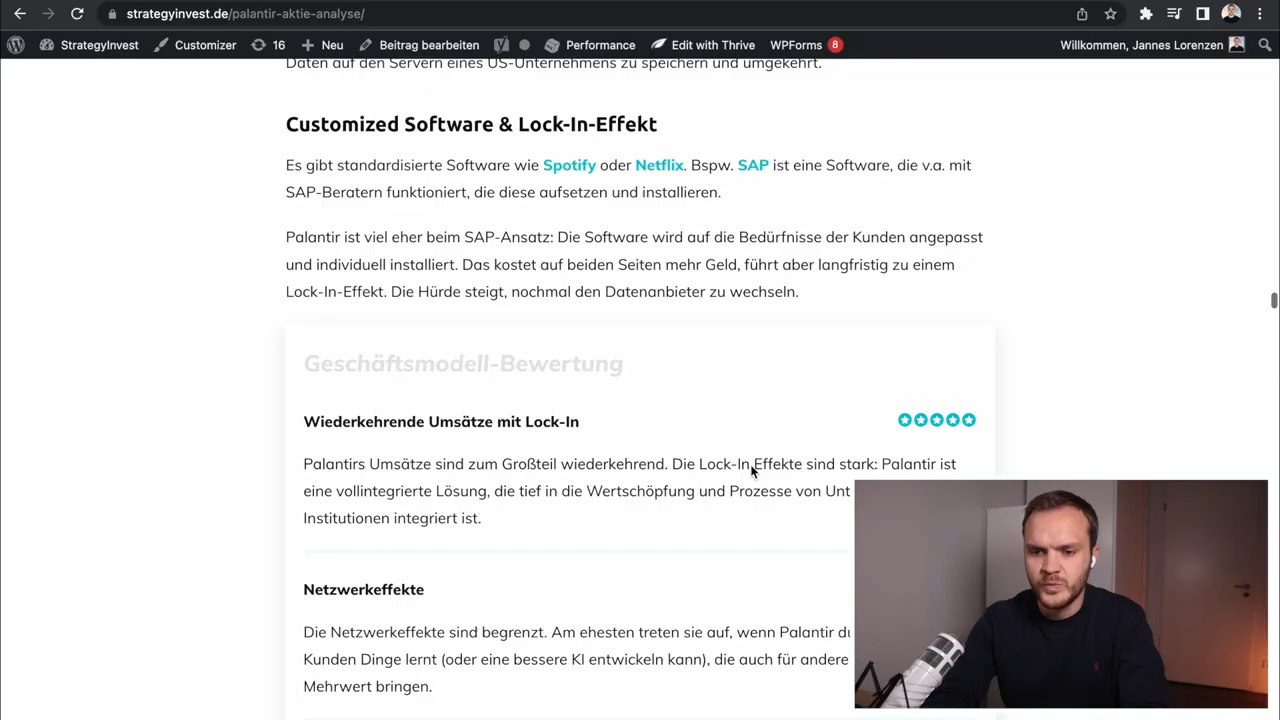 strategyinvest.de/palantir-aktie-analyse/
StrategyInvest Customizer 16 Neu Beitrag bearbeiten Performance Edit with Thrive WPForms 8 Willkommen, Jannes Lorenzen
Daten auf den Servern eines US-Unternehmens zu speichern und umgekehrt.
Customized Software & Lock-In-Effekt
Es gibt standardisierte Software wie Spotify oder Netflix. Bspw. SAP ist eine Software, die v.a. mit
SAP-Beratern funktioniert, die diese aufsetzen und installieren.
Palantir ist viel eher beim SAP-Ansatz: Die Software wird auf die Bedürfnisse der Kunden angepasst
und individuell installiert. Das kostet auf beiden Seiten mehr Geld, führt aber langfristig zu einem
Lock-In-Effekt. Die Hürde steigt, nochmal den Datenanbieter zu wechseln.
Geschäftsmodell-Bewertung
Wiederkehrende Umsätze mit Lock-In
Palantirs Umsätze sind zum Großteil wiederkehrend. Die Lock-In Effekte sind stark: Palantir ist
eine vollintegrierte Lösung, die tief in die Wertschöpfung und Prozesse von Unt
Institutionen integriert ist.
Netzwerkeffekte
Die Netzwerkeffekte sind begrenzt. Am ehesten treten sie auf, wenn Palantir
Kunden Dinge lernt (oder eine bessere KI entwickeln kann), die auch für andere
Mehrwert bringen.